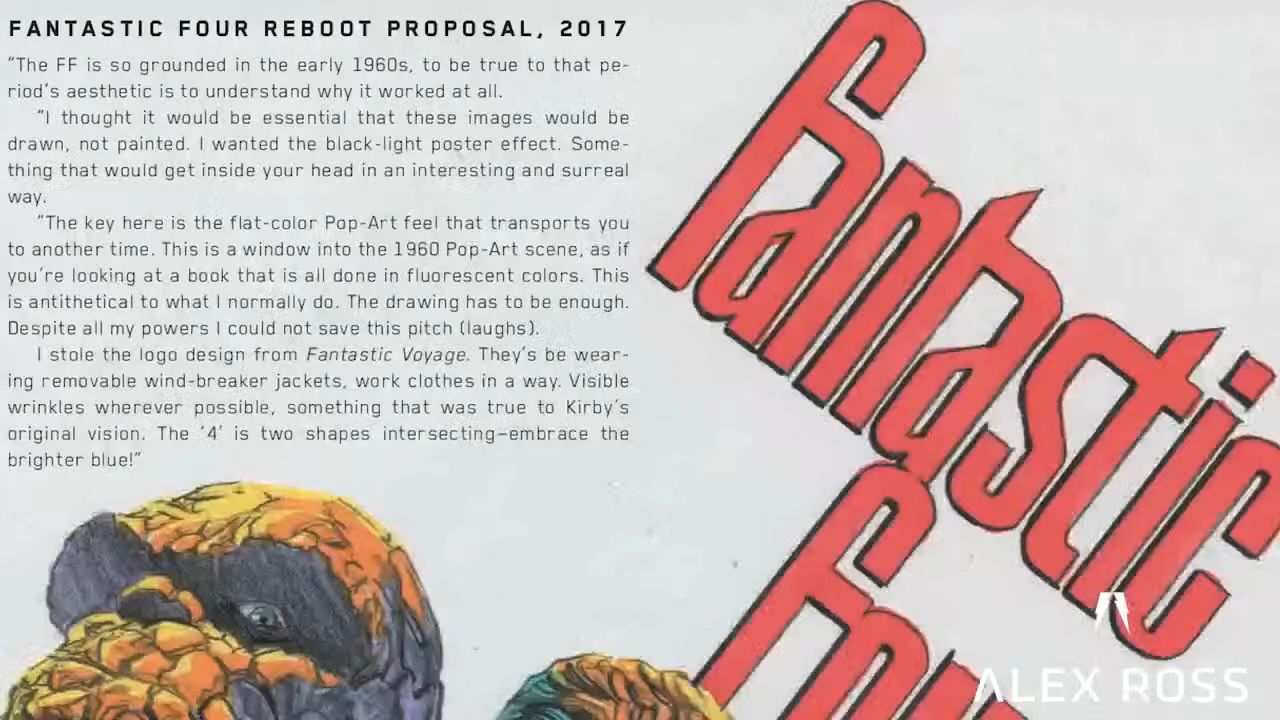 FANTASTIC FOUR REBOOT PROPOSAL, 2017
“The FF is so grounded in the early 1960s, to be true to that pe-
riod’s aesthetic is to understand why it worked at all.
“I thought it would be essential that these images would be
drawn, not painted. I wanted the black-light poster effect. Some-
thing that would get inside your head in an interesting and surreal
way.
“The key here is the flat-color Pop-Art feel that transports you
to another time. This is a window into the 1960 Pop-Art scene, as if
you’re looking at a book that is all done in fluorescent colors. This
is antithetical to what I normally do. The drawing has to be enough.
Despite all my powers I could not save this pitch (laughs).
I stole the logo design from Fantastic Voyage. They’s be wear-
ing removable wind-breaker jackets, work clothes in a way. Visible
wrinkles wherever possible, something that was true to Kirby’s
original vision. The ‘4’ is two shapes intersecting—embrace the
brighter blue!”
Fantastic
Four
ALEX ROSS